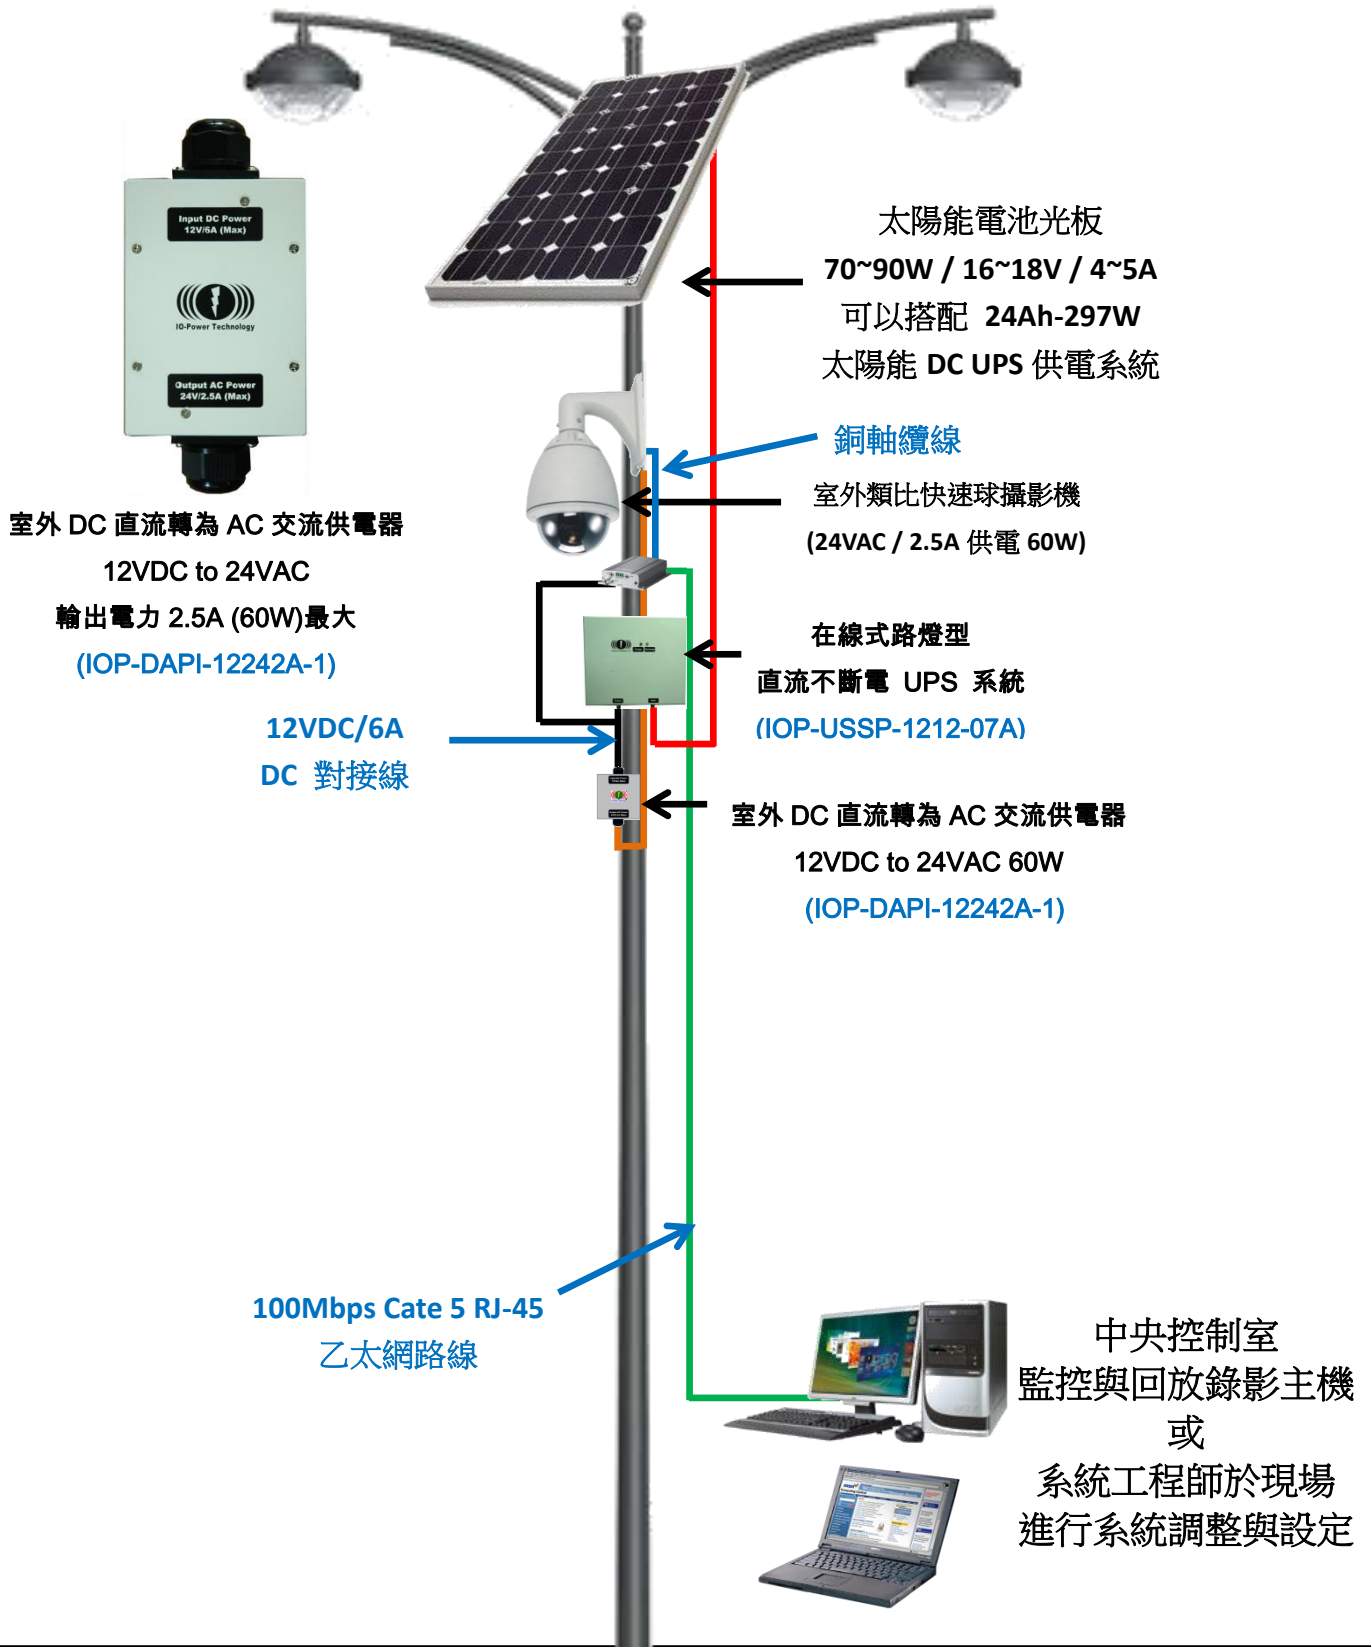 Input DC Power
12V/6A (Max)
IO-Power Technology
Output AC Power
24V/2.5A (Max)
室外 DC 直流轉為 AC 交流供電器
12VDC to 24VAC
輸出電力 2.5A (60W)最大
(IOP-DAPI-12242A-1)
太陽能電池光板
70~90W / 16~18V / 4~5A
可以搭配 24Ah-297W
太陽能 DC UPS 供電系統
銅軸纜線
室外類比快速球攝影機
(24VAC / 2.5A 供電 60W)
在線式路燈型
直流不斷電 UPS 系統
(IOP-USSP-1212-07A)
12VDC/6A
DC 對接線
室外 DC 直流轉為 AC 交流供電器
12VDC to 24VAC 60W
(IOP-DAPI-12242A-1)
100Mbps Cate 5 RJ-45
乙太網路線
中央控制室
監控與回放錄影主機
或
系統工程師於現場
進行系統調整與設定